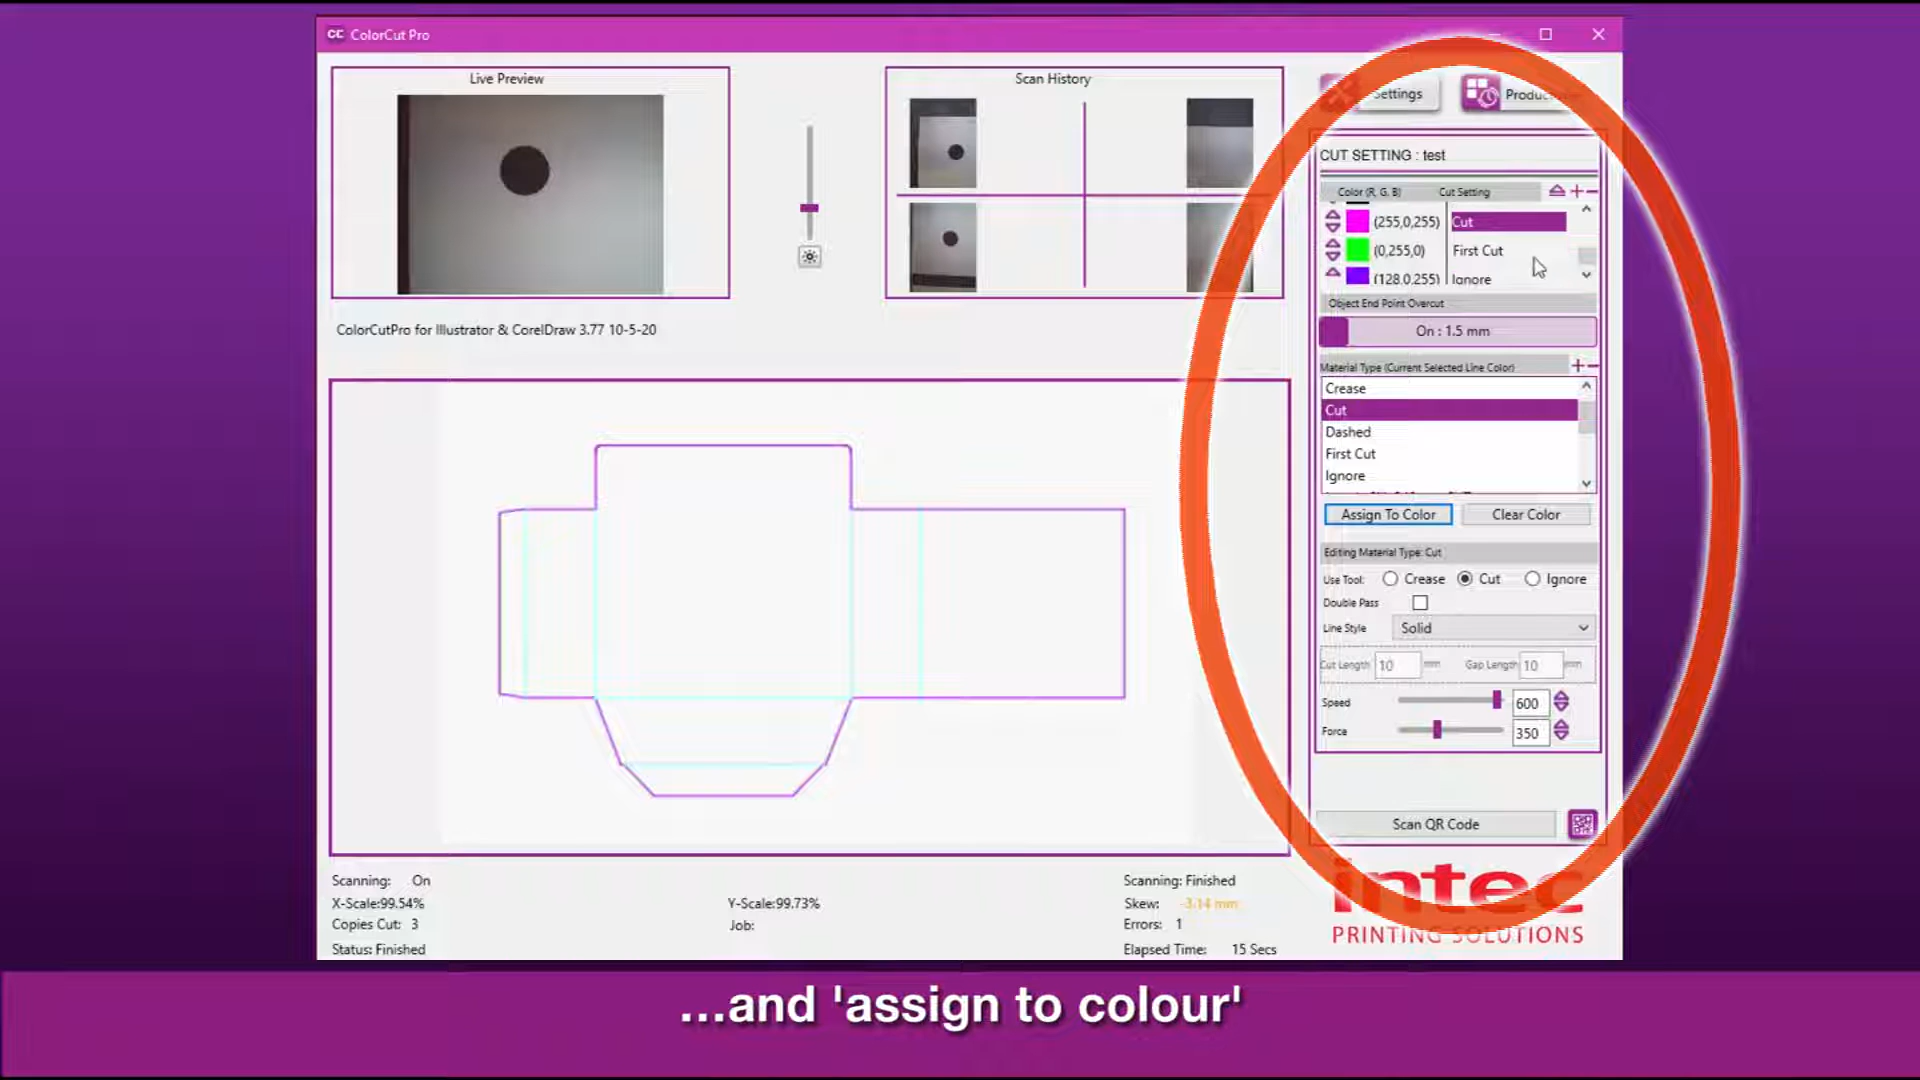 CC ColorCut Pro
Live Preview
Scan History
Settings
CUT SETTING : test
Color (R, G, B) Cut Setting
(255,0,255) Cut
(0,255,0) First Cut
(128,0,255) Ignore
Object End Point Overcut
On : 1.5 mm
ColorCutPro for Illustrator & CorelDraw 3.77 10-5-20
Material Type (Current Selected Line Color)
Crease
Cut
Dashed
First Cut
Ignore
Assign To Color Clear Color
Editing Material Type: Cut
Use Tool: Crease Cut Ignore
Double Pass
Line Style Solid
Cut Length 10 mm Gap Length 10 mm
Speed 600
Force 350
Scan QR Code
intec
PRINTING SOLUTIONS
Scanning: On
X-Scale:99.54% Y-Scale:99.73%
Copies Cut: 3 Job:
Status: Finished
Scanning: Finished
Skew: -3.14 mm
Errors: 1
Elapsed Time: 15 Secs
...and 'assign to colour'